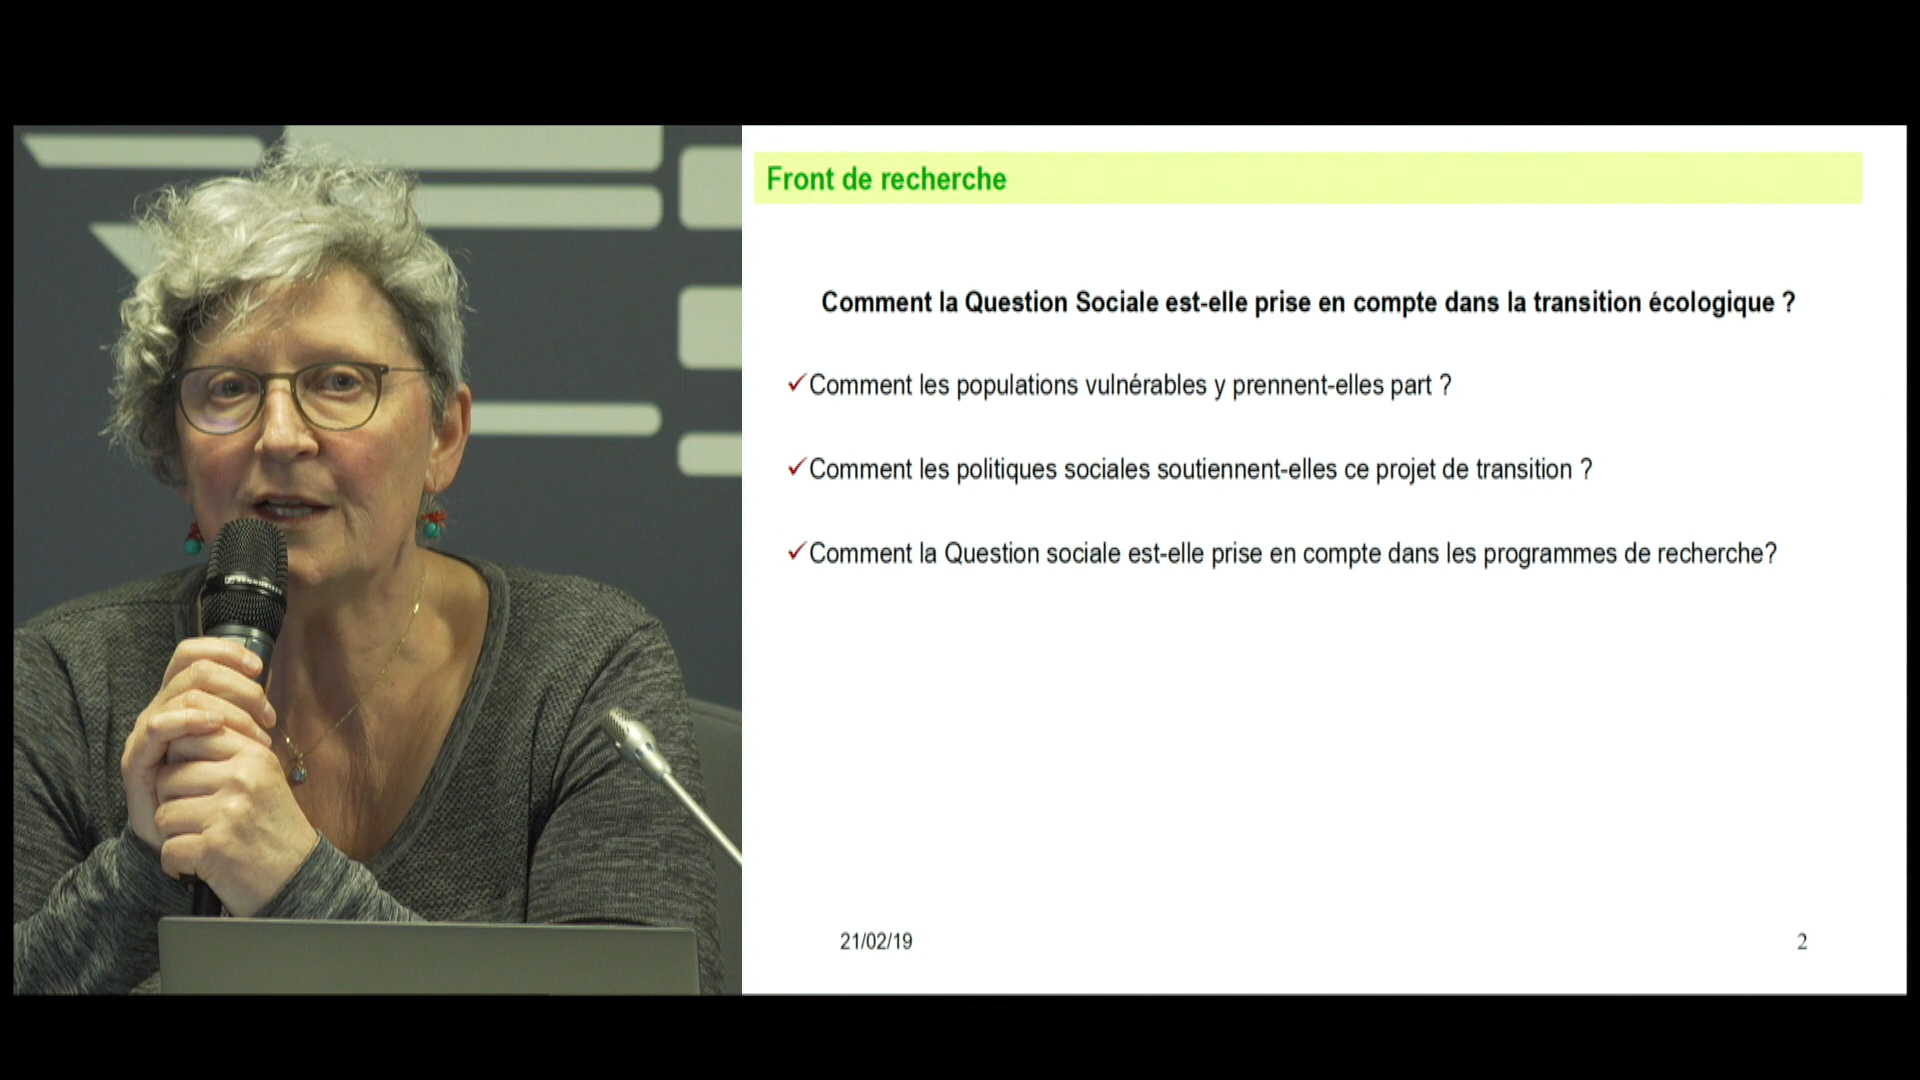 Front de recherche
Comment la Question Sociale est-elle prise en compte dans la transition écologique ?
✓Comment les populations vulnérables y prennent-elles part ?
✓Comment les politiques sociales soutiennent-elles ce projet de transition ?
✓Comment la Question sociale est-elle prise en compte dans les programmes de recherche?
21/02/19
2
SENNHEISER